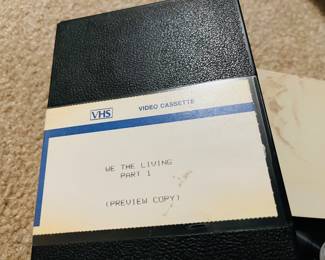 VHS VIDEO CASSETTE
WE THE LIVING
PART 1
(PREVIEW COPY)